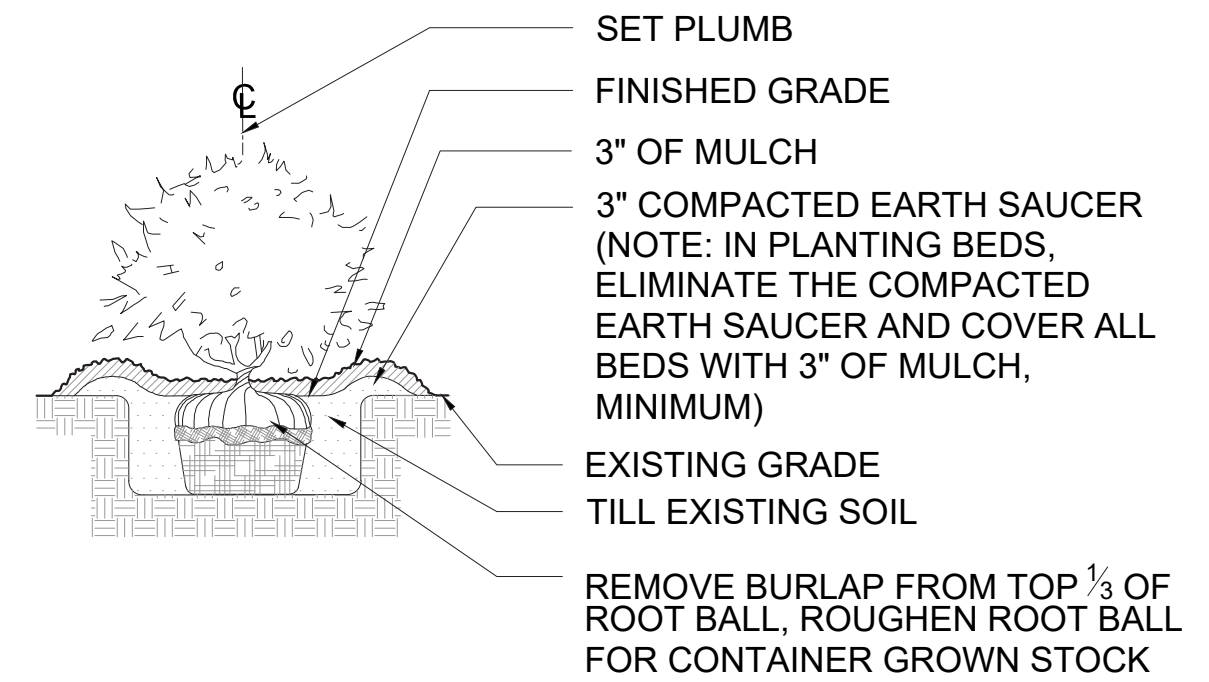 SET PLUMB
℄
FINISHED GRADE
3" OF MULCH
3" COMPACTED EARTH SAUCER
(NOTE: IN PLANTING BEDS,
ELIMINATE THE COMPACTED
EARTH SAUCER AND COVER ALL
BEDS WITH 3" OF MULCH,
MINIMUM)
EXISTING GRADE
TILL EXISTING SOIL
REMOVE BURLAP FROM TOP ⅓ OF
ROOT BALL, ROUGHEN ROOT BALL
FOR CONTAINER GROWN STOCK